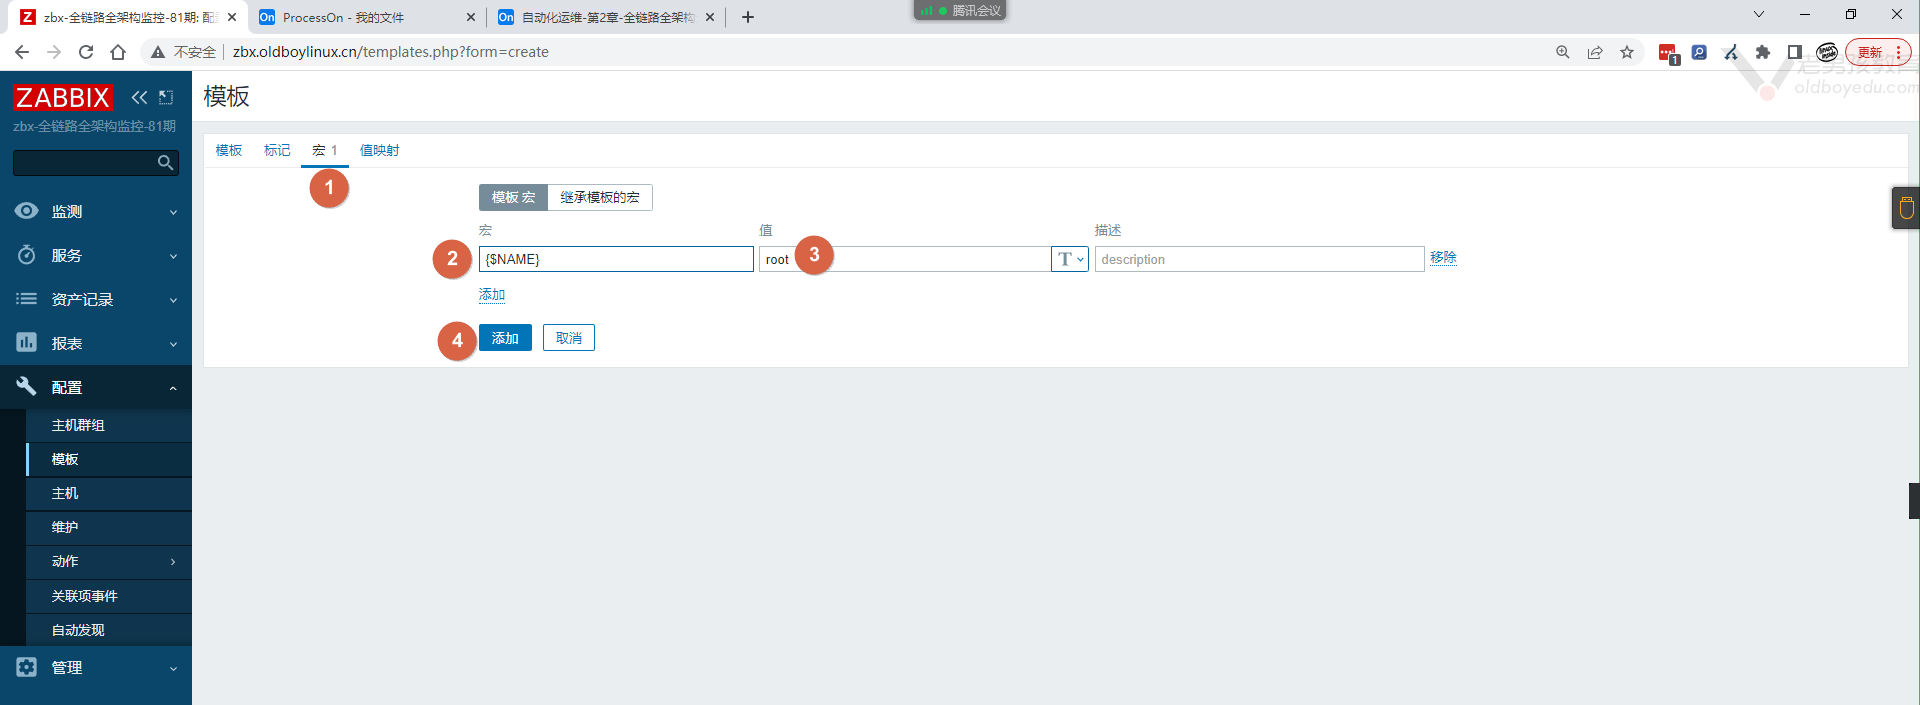 zbx-全链路全架构监控-81期: 配
ProcessOn - 我的文件
自动化运维-第2章-全链路全架构
腾讯会议
不安全
zbx.oldboylinux.cn/templates.php?form=create
1
更新
老男孩教育
oldboyedu.com
ZABBIX
zbx-全链路全架构监控-81期
模板
模板
标记
宏 1
值映射
1
模板 宏
继承模板的宏
宏
值
描述
2
{$NAME}
root
3
T
description
移除
添加
4
添加
取消
监测
服务
资产记录
报表
配置
主机群组
模板
主机
维护
动作
关联项事件
自动发现
管理